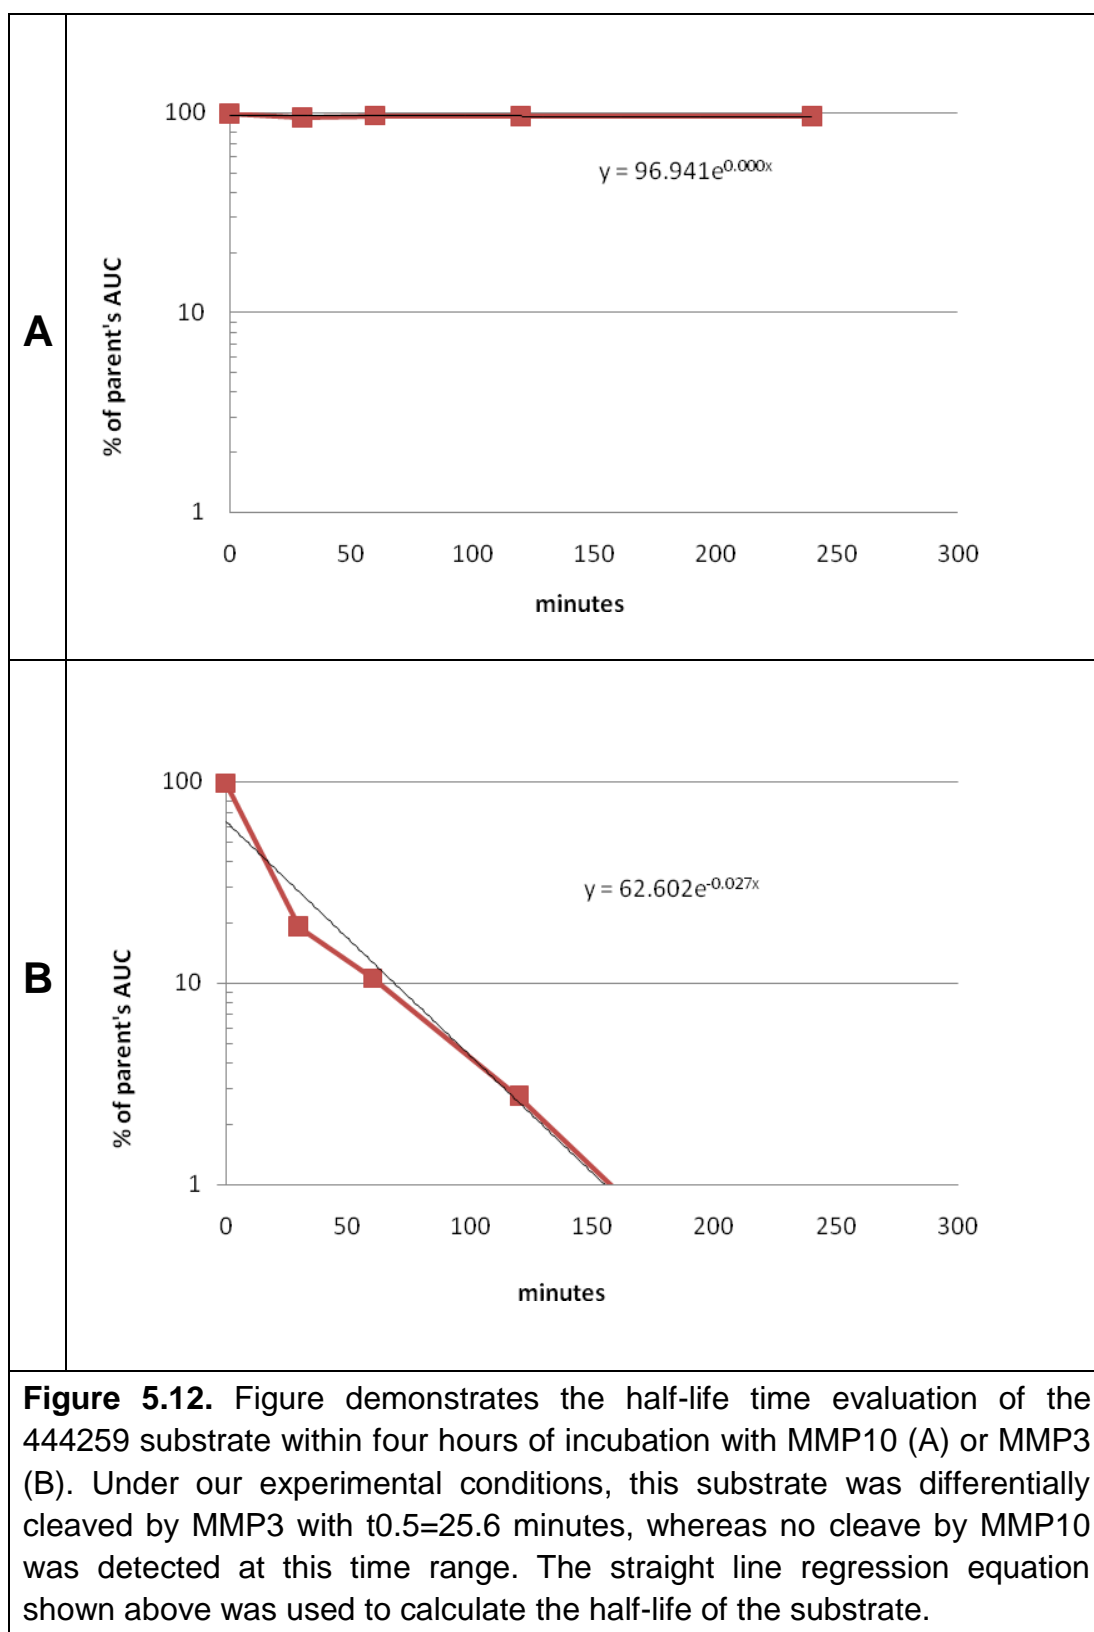 A
100
10
1
% of parent's AUC
y = 96.941e^0.000x
0 50 100 150 200 250 300
minutes
B
100
10
1
% of parent's AUC
y = 62.602e^-0.027x
0 50 100 150 200 250 300
minutes
Figure 5.12. Figure demonstrates the half-life time evaluation of the
444259 substrate within four hours of incubation with MMP10 (A) or MMP3
(B). Under our experimental conditions, this substrate was differentially
cleaved by MMP3 with t0.5=25.6 minutes, whereas no cleave by MMP10
was detected at this time range. The straight line regression equation
shown above was used to calculate the half-life of the substrate.